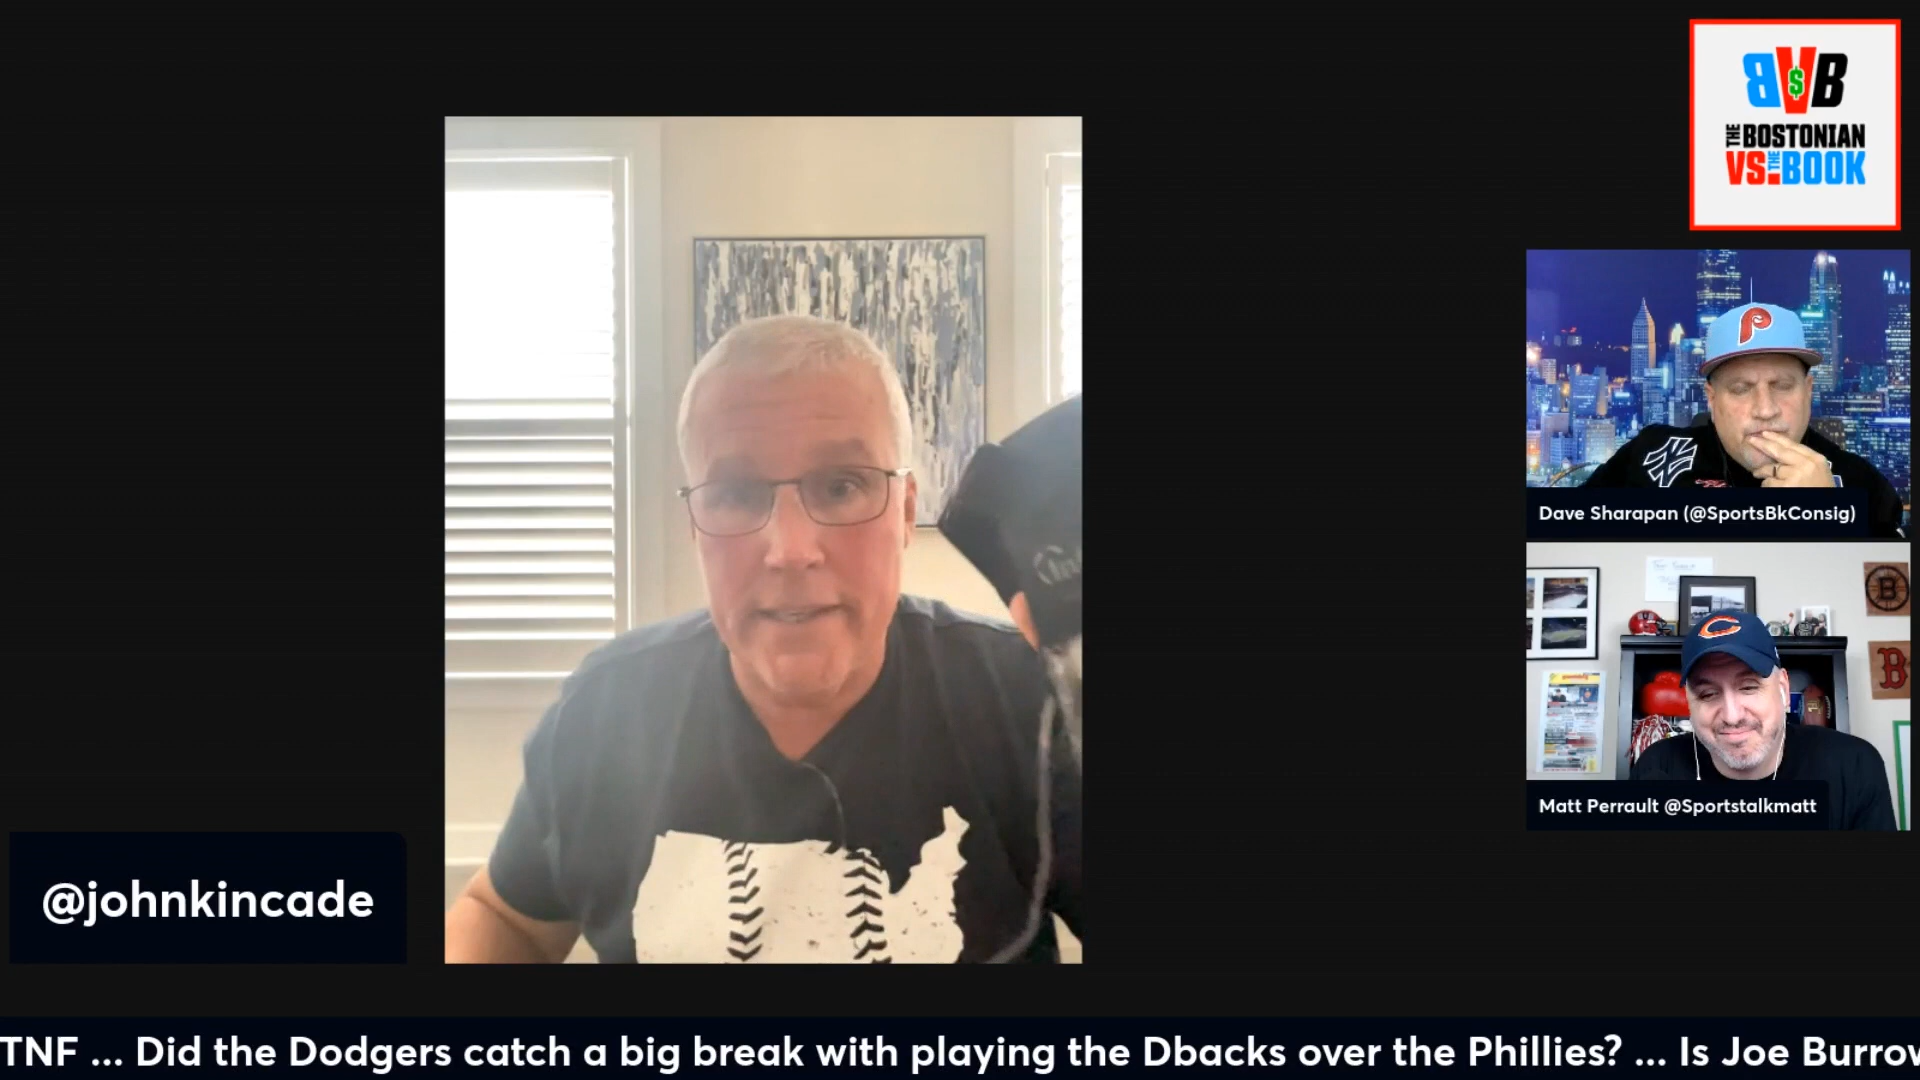 BVB
$
THE BOSTONIAN
VS. THE BOOK
P
NY
Dave Sharapan (@SportsBkConsig)
C
B
B
Matt Perrault @Sportstalkmatt
@johnkincade
TNF ... Did the Dodgers catch a big break with playing the Dbacks over the Phillies? ... Is Joe Burrow